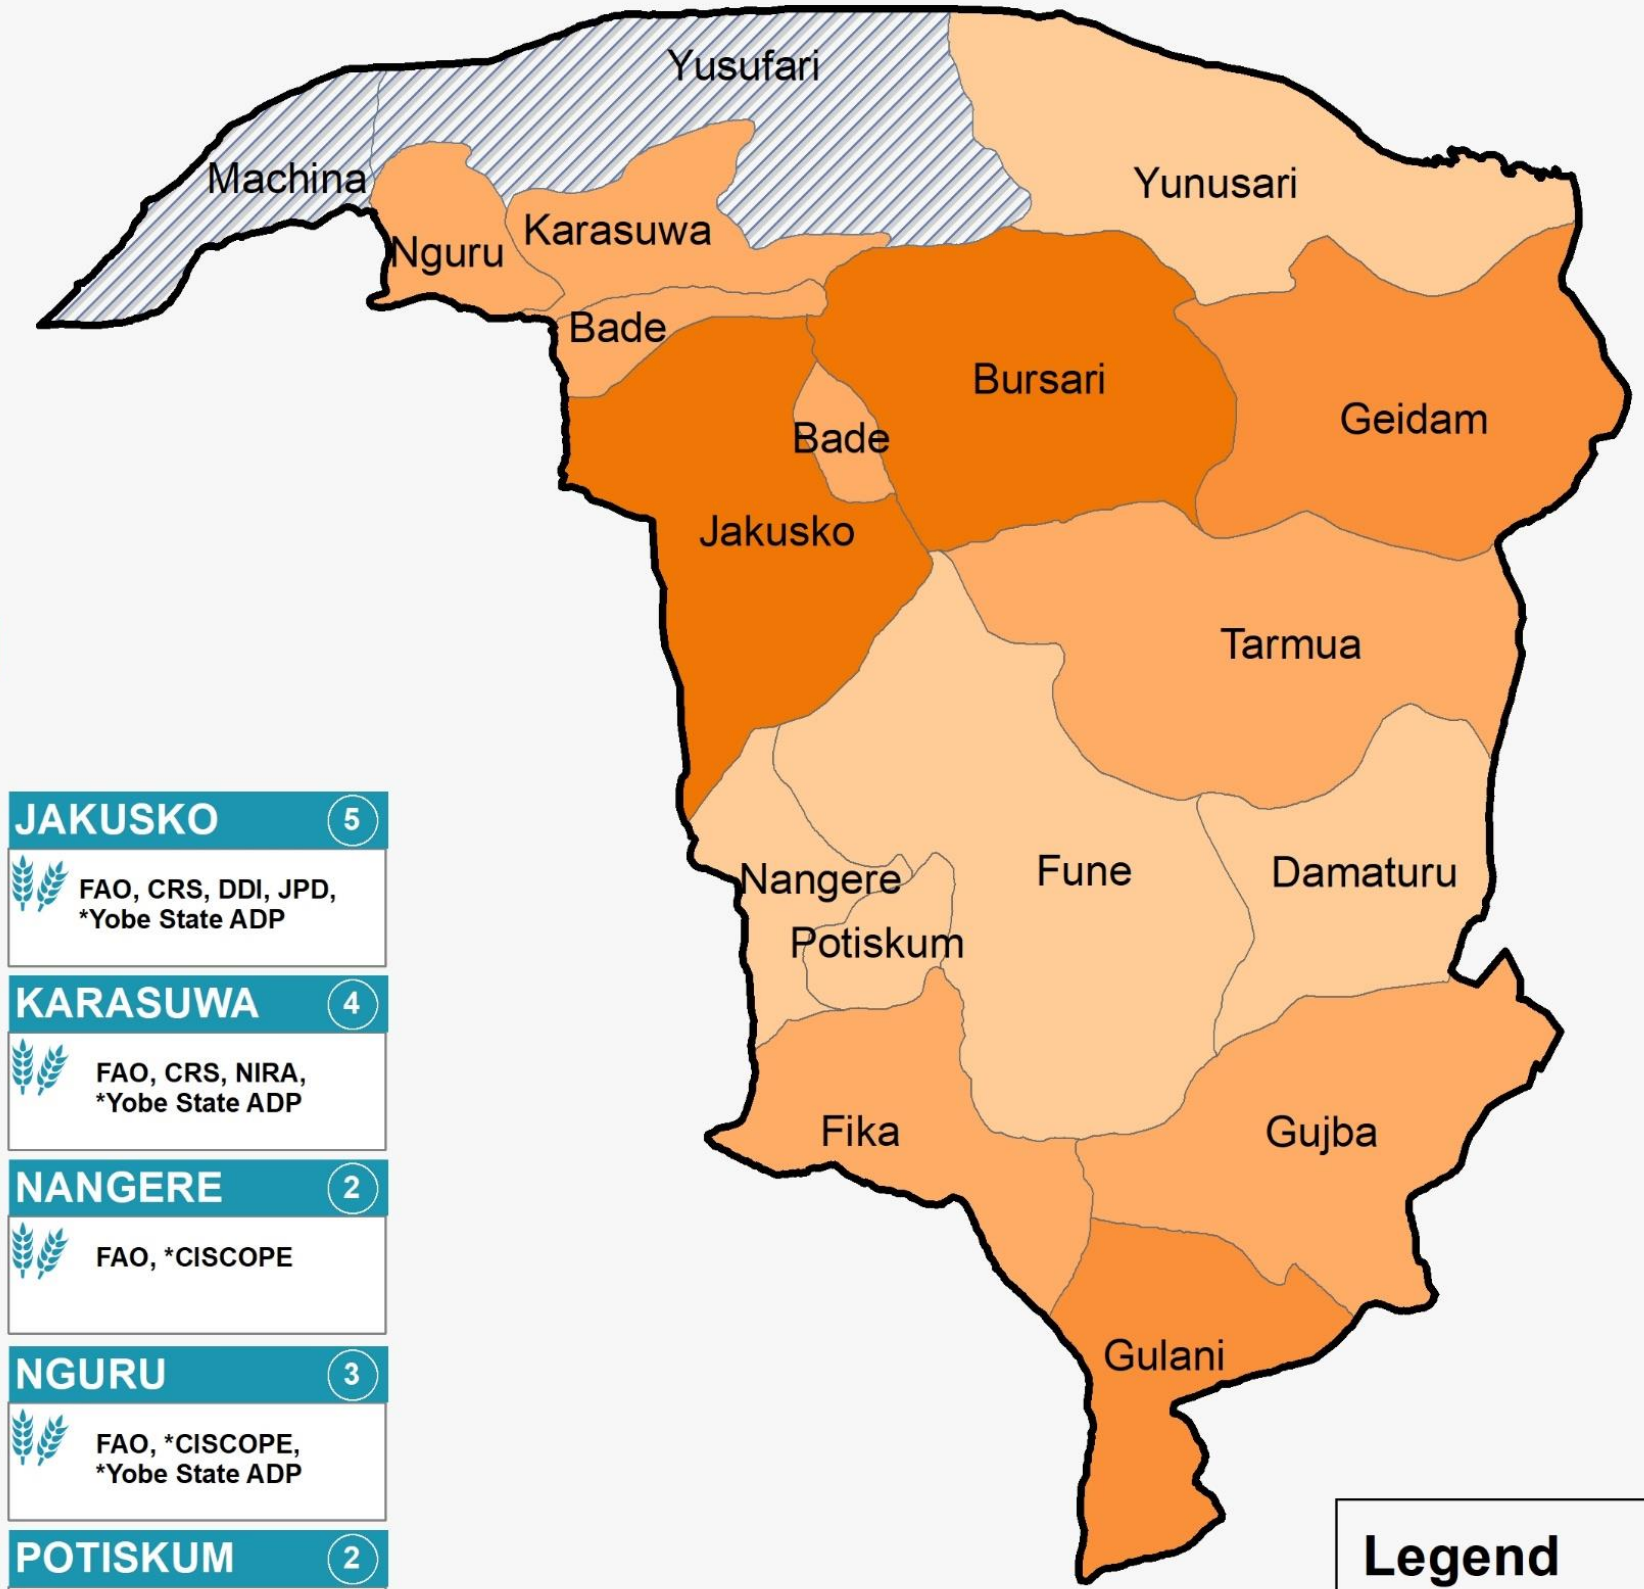 Yusufari
Machina
Yunusari
Karasuwa
Nguru
Bade
Bursari
Geidam
Bade
Jakusko
Tarmua
Nangere
Fune
Damaturu
Potiskum
Fika
Gujba
Gulani
JAKUSKO 5
FAO, CRS, DDI, JPD,
*Yobe State ADP
KARASUWA 4
FAO, CRS, NIRA,
*Yobe State ADP
NANGERE 2
FAO, *CISCOPE
NGURU 3
FAO, *CISCOPE,
*Yobe State ADP
POTISKUM 2
Legend